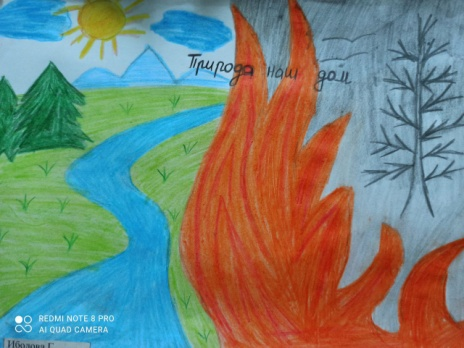 Природа наш дом
REDMI NOTE 8 PRO
AI QUAD CAMERA